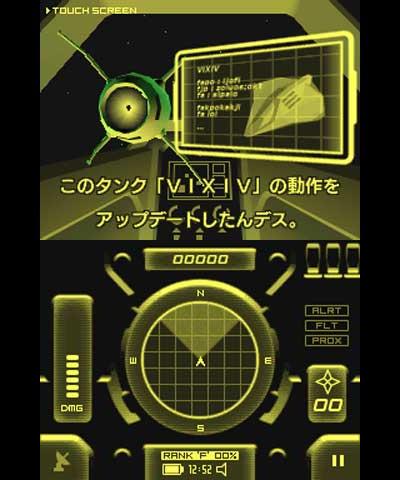 TOUCH SCREEN
VIXIV
このタンク「VIXIV」の動作を
アップデートしたんデス。
00000
ALRT
FLT
PROX
N
W
E
S
DMG
00
RANK 'F' 00%
12:52